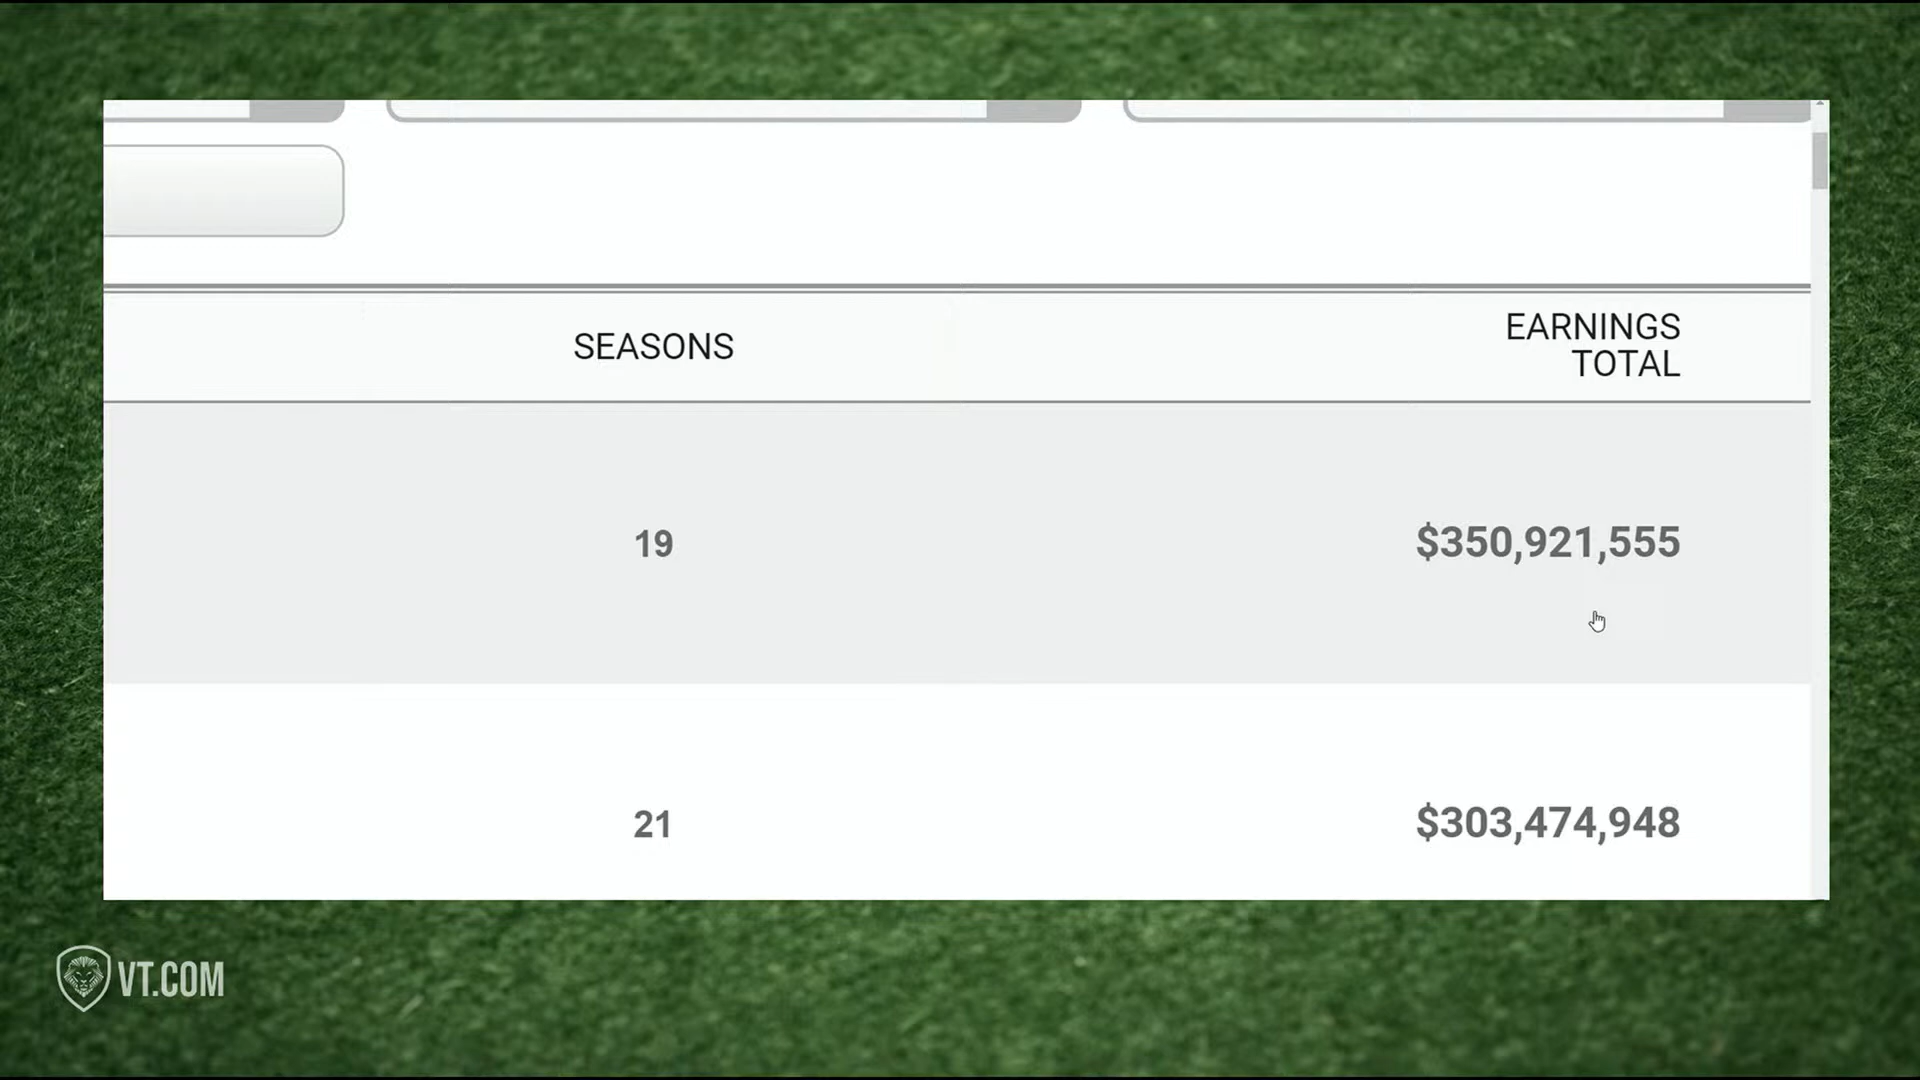 SEASONS
EARNINGS
TOTAL
19
$350,921,555
21
$303,474,948
VT.COM